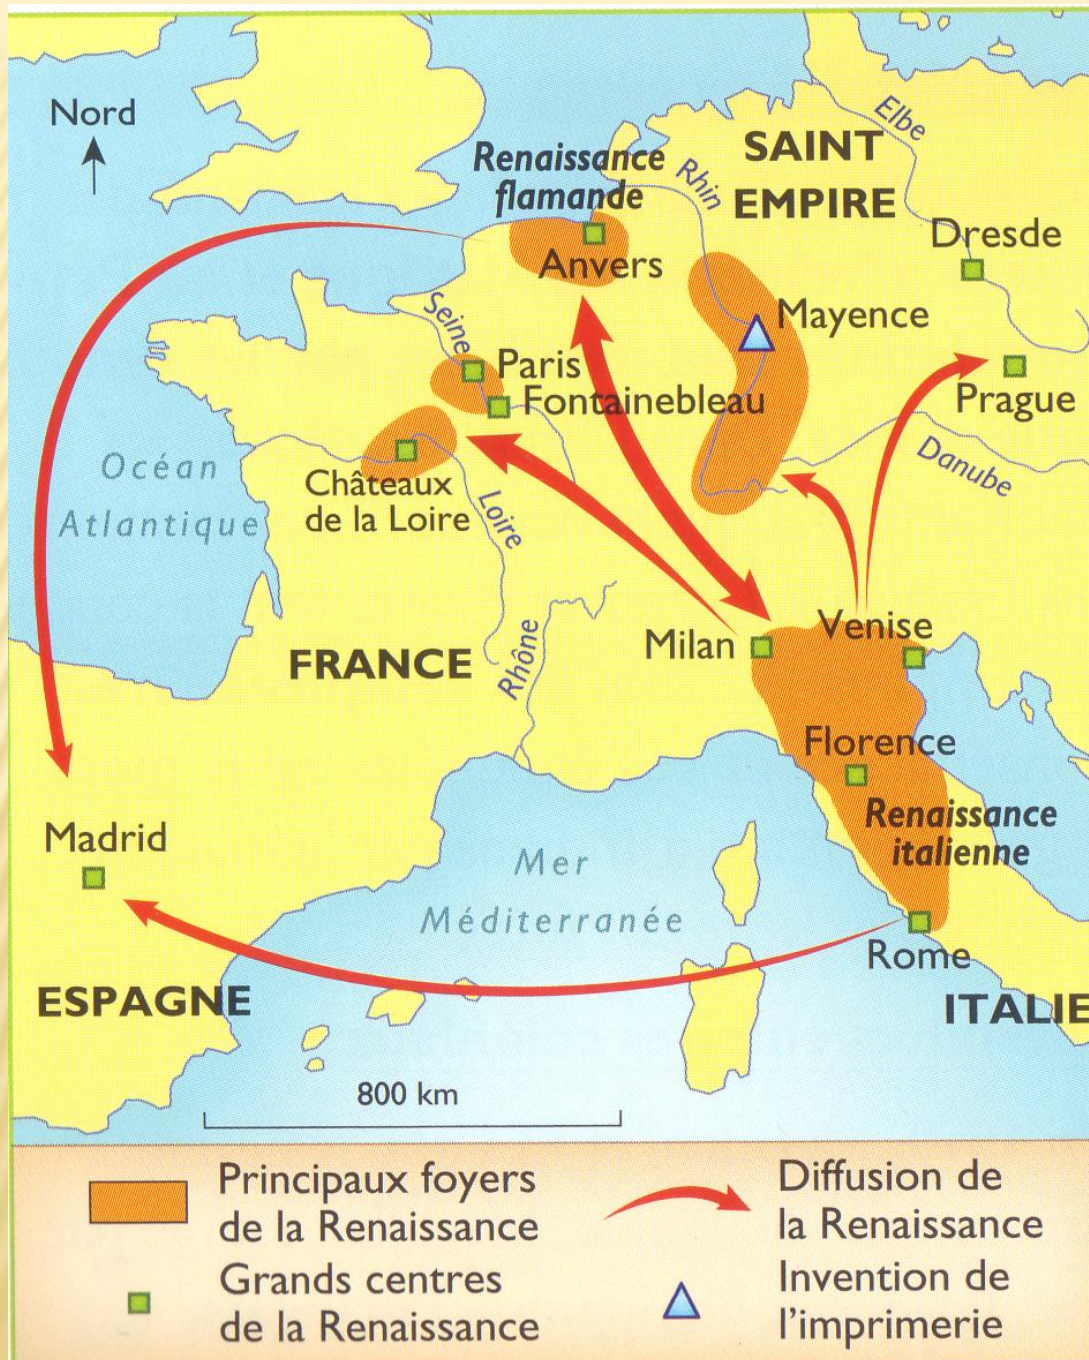 Nord
Elbe
SAINT
EMPIRE
Renaissance
flamande
Rhin
Dresde
Anvers
Mayence
Seine
Paris
Fontainebleau
Prague
Océan
Atlantique
Châteaux
de la Loire
Loire
Danube
Milan
Venise
FRANCE
Rhône
Florence
Renaissance
italienne
Madrid
Mer
Méditerranée
Rome
ESPAGNE
ITALIE
800 km
Principaux foyers
de la Renaissance
Diffusion de
la Renaissance
Grands centres
de la Renaissance
Invention de
l'imprimerie